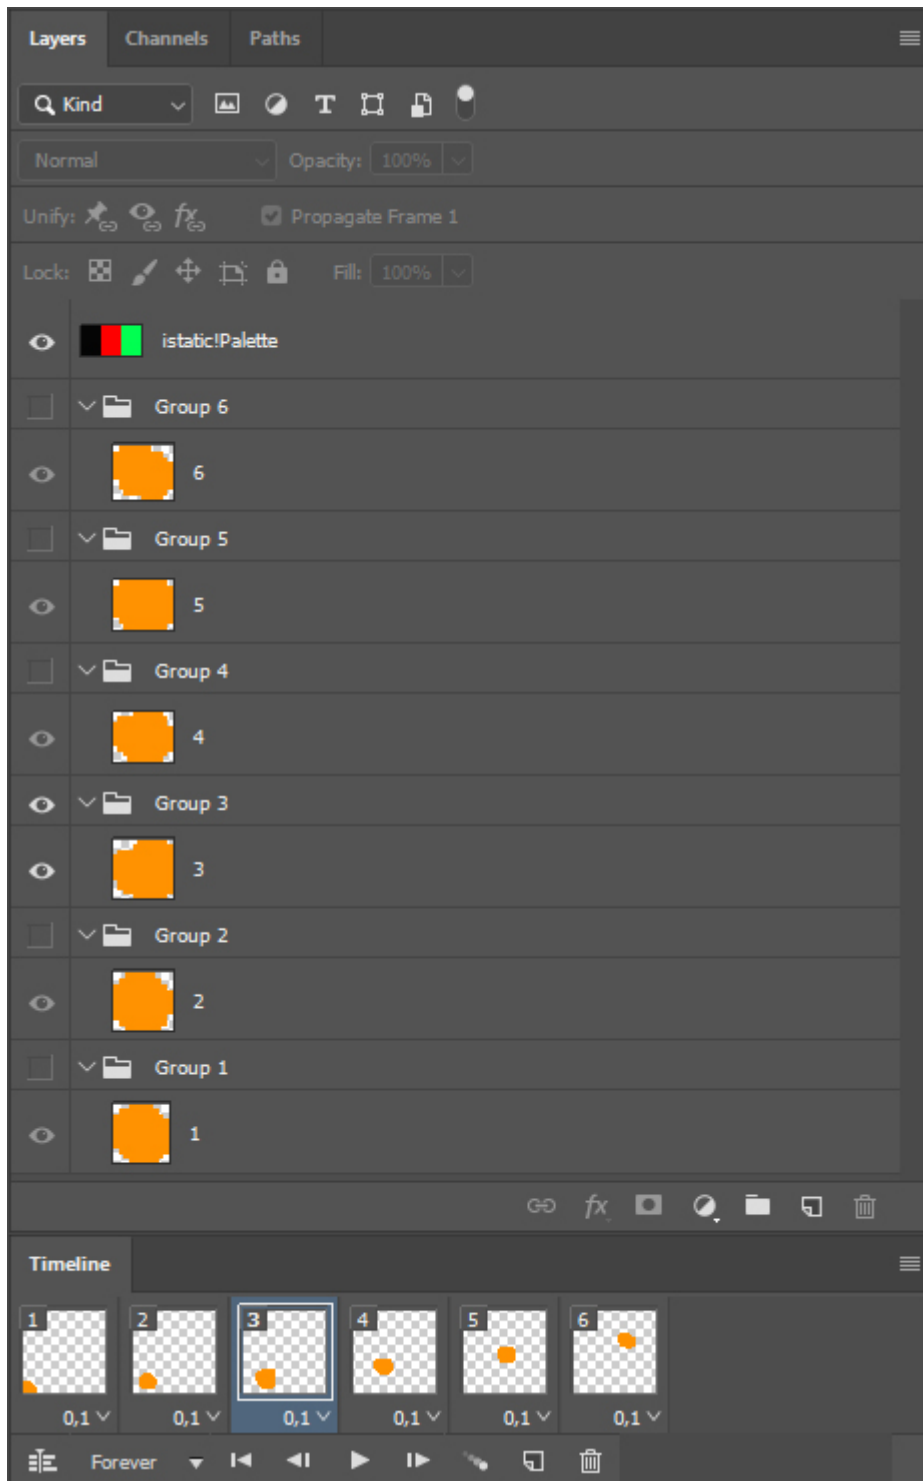 Layers Channels Paths
Kind
Normal Opacity: 100%
Unify: Propagate Frame 1
Lock: Fill: 100%
istatic!Palette
Group 6
6
Group 5
5
Group 4
4
Group 3
3
Group 2
2
Group 1
1
fx
Timeline
1 2 3 4 5 6
0,1 0,1 0,1 0,1 0,1 0,1
Forever